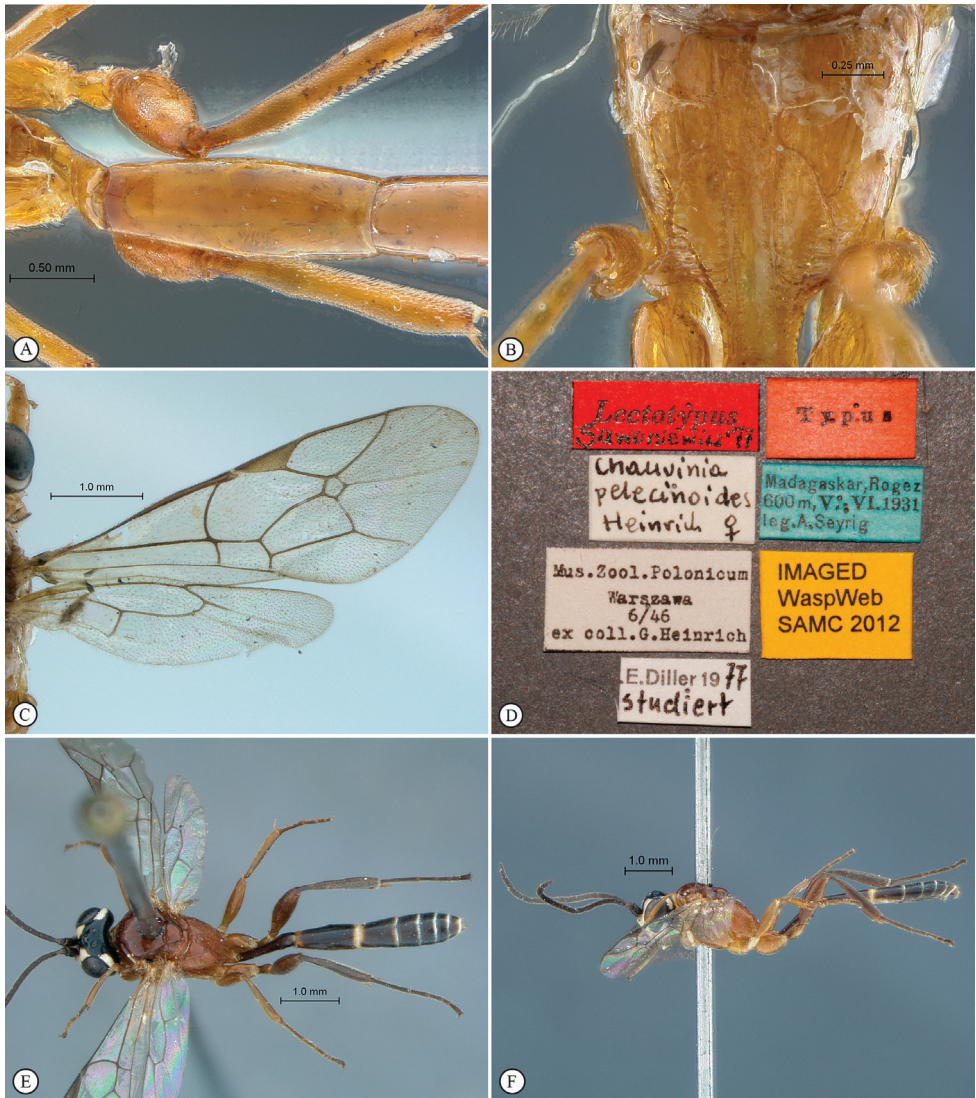 0.50 mm
A
0.25 mm
B
1.0 mm
C
Lectotypus
Sawoniewicz 77
Typus
Chauvinia
pelecinoides
Heinrich ♀
Madagaskar, Rogez
600m, VI.1931
leg.A.Seyrig
Mus.Zool.Polonicum
Warszawa
6/46
ex coll.G.Heinrich
IMAGED
WaspWeb
SAMC 2012
E.Diller 1977
studiert
D
1.0 mm
E
1.0 mm
F